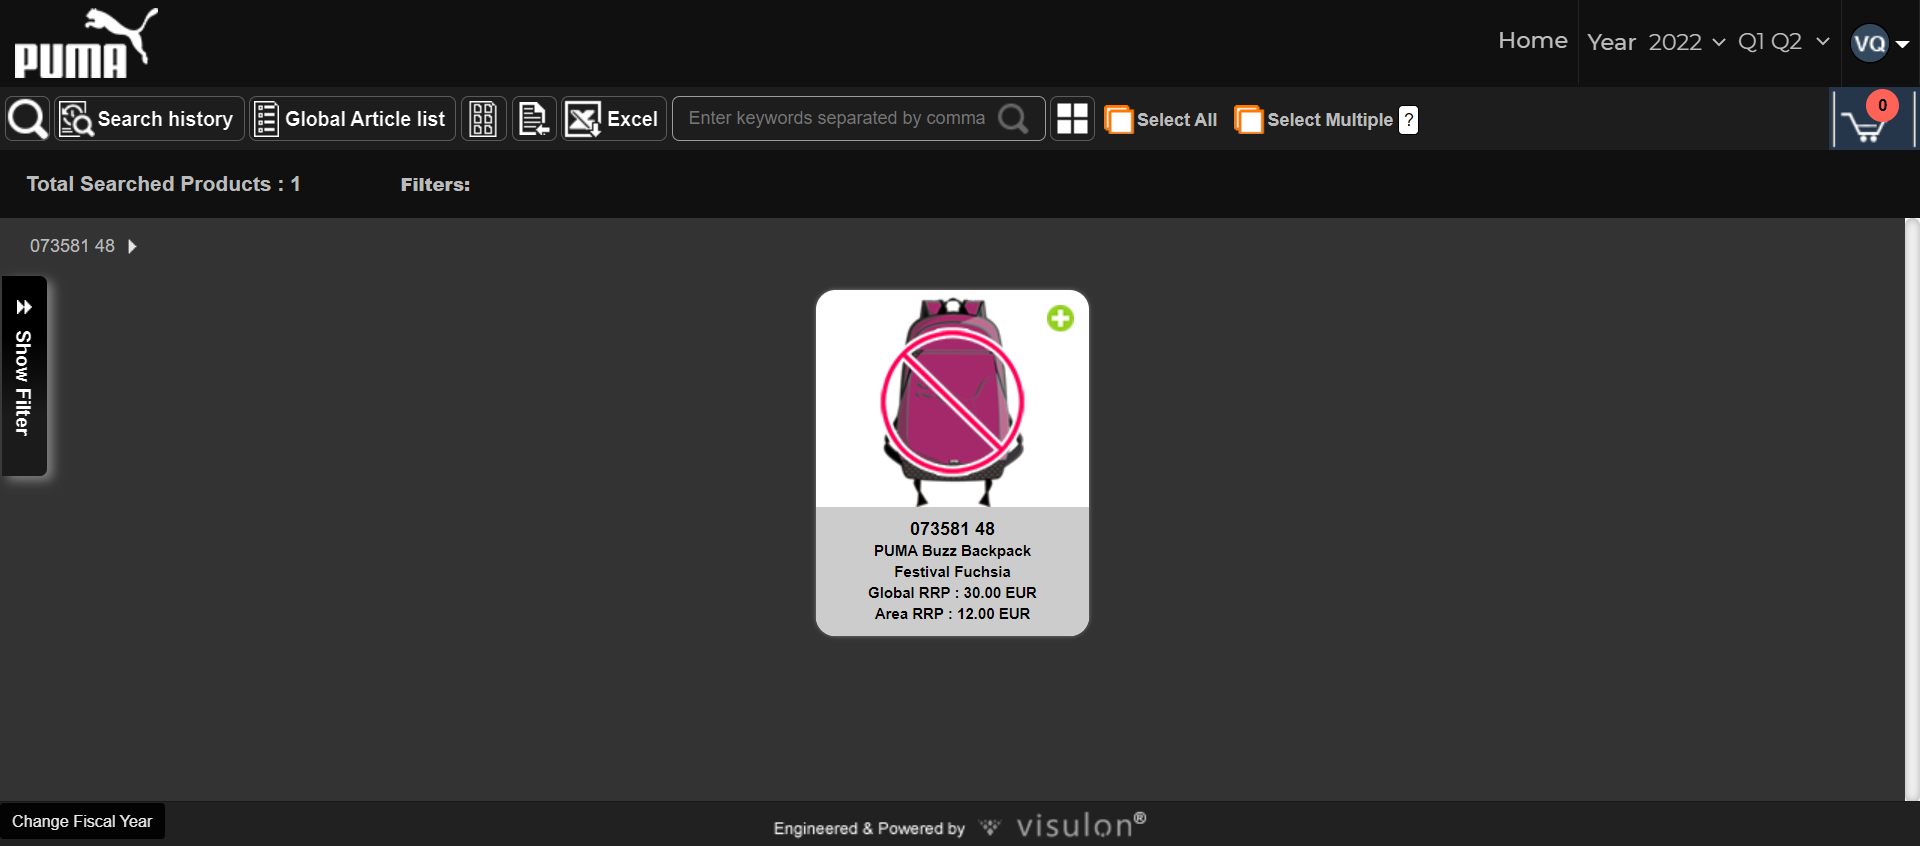 PUMA
Home
Year 2022
Q1 Q2
VQ
Search history
Global Article list
Excel
Enter keywords separated by comma
Select All
Select Multiple
?
0
Total Searched Products : 1
Filters:
073581 48
Show Filter
073581 48
PUMA Buzz Backpack
Festival Fuchsia
Global RRP : 30.00 EUR
Area RRP : 12.00 EUR
Change Fiscal Year
Engineered & Powered by visulon®